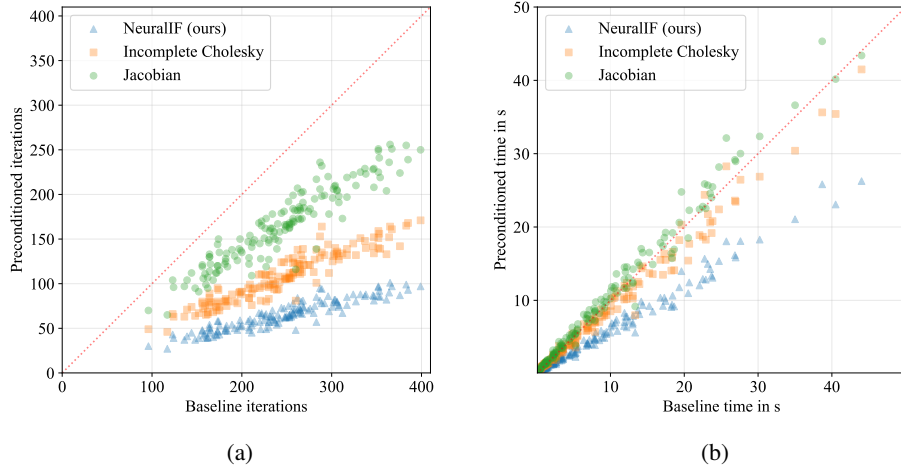 NeuralIF (ours)
Incomplete Cholesky
Jacobian
400
350
300
250
200
150
100
50
0
0
100
200
300
400
Preconditioned iterations
Baseline iterations
(a)
NeuralIF (ours)
Incomplete Cholesky
Jacobian
50
40
30
20
10
10
20
30
40
Preconditioned time in s
Baseline time in s
(b)